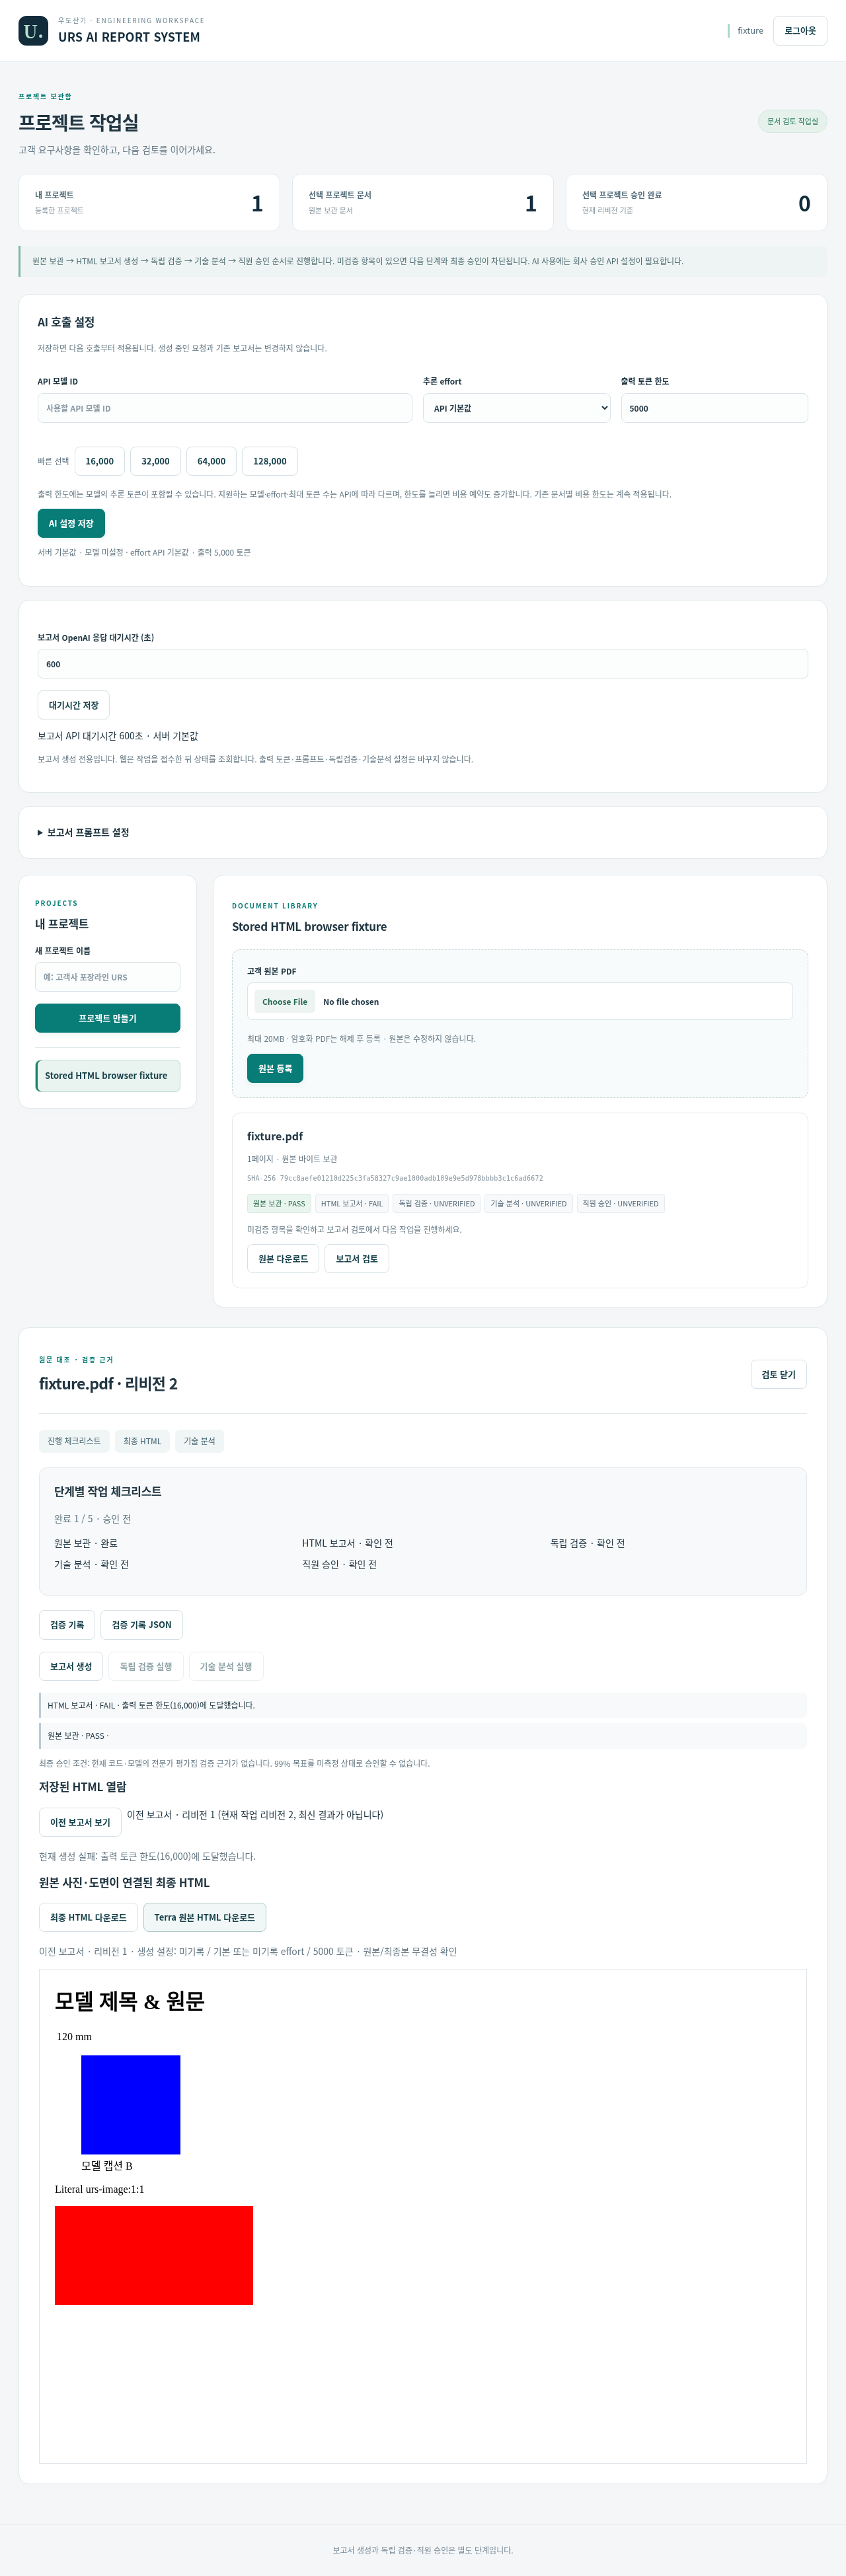 U.
우도산기 · ENGINEERING WORKSPACE
URS AI REPORT SYSTEM
fixture
로그아웃
프로젝트 보관함
프로젝트 작업실
고객 요구사항을 확인하고, 다음 검토를 이어가세요.
문서 검토 작업실
내 프로젝트
등록한 프로젝트
1
선택 프로젝트 문서
원본 보관 문서
1
선택 프로젝트 승인 완료
현재 리비전 기준
0
원본 보관 → HTML 보고서 생성 → 독립 검증 → 기술 분석 → 직원 승인 순서로 진행합니다. 미검증 항목이 있으면 다음 단계와 최종 승인이 차단됩니다. AI 사용에는 회사 승인 API 설정이 필요합니다.
AI 호출 설정
저장하면 다음 호출부터 적용됩니다. 생성 중인 요청과 기존 보고서는 변경하지 않습니다.
API 모델 ID
추론 effort
출력 토큰 한도
사용할 API 모델 ID
API 기본값
5000
빠른 선택
16,000
32,000
64,000
128,000
출력 한도에는 모델의 추론 토큰이 포함될 수 있습니다. 지원하는 모델·effort·최대 토큰 수는 API에 따라 다르며, 한도를 늘리면 비용 예약도 증가합니다. 기존 문서별 비용 한도는 계속 적용됩니다.
AI 설정 저장
서버 기본값 · 모델 미설정 · effort API 기본값 · 출력 5,000 토큰
보고서 OpenAI 응답 대기시간 (초)
600
대기시간 저장
보고서 API 대기시간 600초 · 서버 기본값
보고서 생성 전용입니다. 웹은 작업을 접수한 뒤 상태를 조회합니다. 출력 토큰·프롬프트·독립검증·기술분석 설정은 바꾸지 않습니다.
▶ 보고서 프롬프트 설정
PROJECTS
내 프로젝트
새 프로젝트 이름
예: 고객사 포장라인 URS
프로젝트 만들기
Stored HTML browser fixture
DOCUMENT LIBRARY
Stored HTML browser fixture
고객 원본 PDF
Choose File
No file chosen
최대 20MB · 암호화 PDF는 해제 후 등록 · 원본은 수정하지 않습니다.
원본 등록
fixture.pdf
1페이지 · 원본 바이트 보관
SHA-256 79cc8aefe01210d225c3fa58327c9ae1000adb109e9e5d978bbbb3c1c6ad6672
원본 보관 · PASS
HTML 보고서 · FAIL
독립 검증 · UNVERIFIED
기술 분석 · UNVERIFIED
직원 승인 · UNVERIFIED
미검증 항목을 확인하고 보고서 검토에서 다음 작업을 진행하세요.
원본 다운로드
보고서 검토
원문 대조 · 검증 근거
fixture.pdf · 리비전 2
검토 닫기
진행 체크리스트
최종 HTML
기술 분석
단계별 작업 체크리스트
완료 1 / 5 · 승인 전
원본 보관 · 완료
HTML 보고서 · 확인 전
독립 검증 · 확인 전
기술 분석 · 확인 전
직원 승인 · 확인 전
검증 기록
검증 기록 JSON
보고서 생성
독립 검증 실행
기술 분석 실행
HTML 보고서 · FAIL · 출력 토큰 한도(16,000)에 도달했습니다.
원본 보관 · PASS ·
최종 승인 조건: 현재 코드·모델의 전문가 평가집 검증 근거가 없습니다. 99% 목표를 미측정 상태로 승인할 수 없습니다.
저장된 HTML 열람
이전 보고서 보기
이전 보고서 · 리비전 1 (현재 작업 리비전 2, 최신 결과가 아닙니다)
현재 생성 실패: 출력 토큰 한도(16,000)에 도달했습니다.
원본 사진·도면이 연결된 최종 HTML
최종 HTML 다운로드
Terra 원본 HTML 다운로드
이전 보고서 · 리비전 1 · 생성 설정: 미기록 / 기본 또는 미기록 effort / 5000 토큰 · 원본/최종본 무결성 확인
모델 제목 & 원문
120 mm
모델 캡션 B
Literal urs-image:1:1
보고서 생성과 독립 검증·직원 승인은 별도 단계입니다.